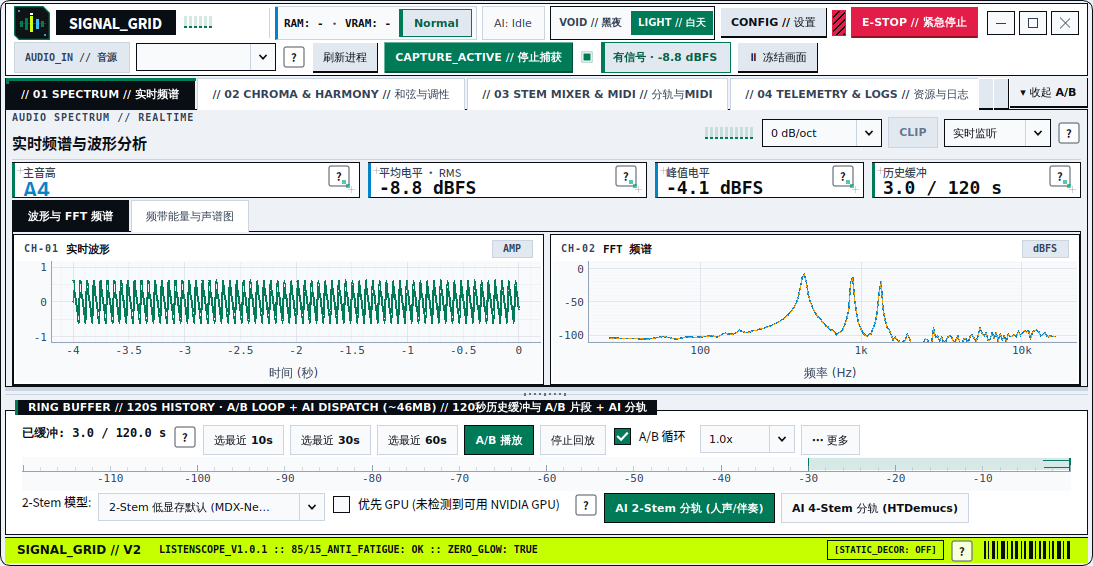 SIGNAL_GRID RAM: - · VRAM: - Normal AI: Idle VOID // 黑夜 LIGHT // 白天 CONFIG // 设置 E-STOP // 紧急停止
AUDIO_IN // 音源 ? 刷新进程 CAPTURE_ACTIVE // 停止捕获 有信号 · -8.8 dBFS ⏸ 冻结画面
// 01 SPECTRUM // 实时频谱 // 02 CHROMA & HARMONY // 和弦与调性 // 03 STEM MIXER & MIDI // 分轨与MIDI // 04 TELEMETRY & LOGS // 资源与日志 ▾ 收起 A/B
AUDIO SPECTRUM // REALTIME
实时频谱与波形分析 0 dB/oct CLIP 实时监听 ?
主音高 ? 平均电平 · RMS ? 峰值电平 ? 历史缓冲 ?
A4 -8.8 dBFS -4.1 dBFS 3.0 / 120 s
波形与 FFT 频谱 频带能量与声谱图
CH-01 实时波形 AMP
1
0
-1
-4 -3.5 -3 -2.5 -2 -1.5 -1 -0.5 0
时间 (秒)
CH-02 FFT 频谱 dBFS
0
-50
-100
100 1k 10k
频率 (Hz)
RING BUFFER // 120S HISTORY · A/B LOOP + AI DISPATCH (~46MB) // 120秒历史缓冲与 A/B 片段 + AI 分轨
已缓冲: 3.0 / 120.0 s ? 选最近 10s 选最近 30s 选最近 60s A/B 播放 停止回放 A/B 循环 1.0x ··· 更多
-110 -100 -90 -80 -70 -60 -50 -40 -30 -20 -10
2-Stem 模型: 2-Stem 低显存默认 (MDX-Ne… 优先 GPU (未检测到可用 NVIDIA GPU) ? AI 2-Stem 分轨 (人声/伴奏) AI 4-Stem 分轨 (HTDemucs)
SIGNAL_GRID // V2 LISTENSCOPE_V1.0.1 :: 85/15_ANTI_FATIGUE: OK :: ZERO_GLOW: TRUE [STATIC_DECOR: OFF] ?